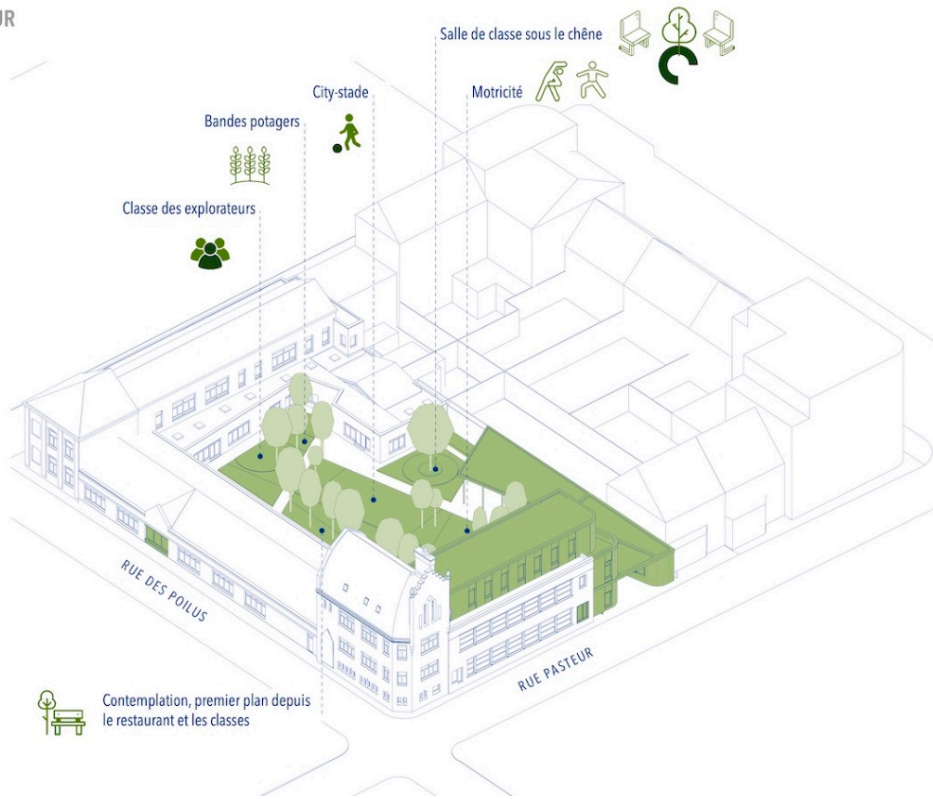 Salle de classe sous le chêne
City-stade
Motricité
Bandes potagers
Classe des explorateurs
RUE DES POILUS
RUE PASTEUR
Contemplation, premier plan depuis
le restaurant et les classes